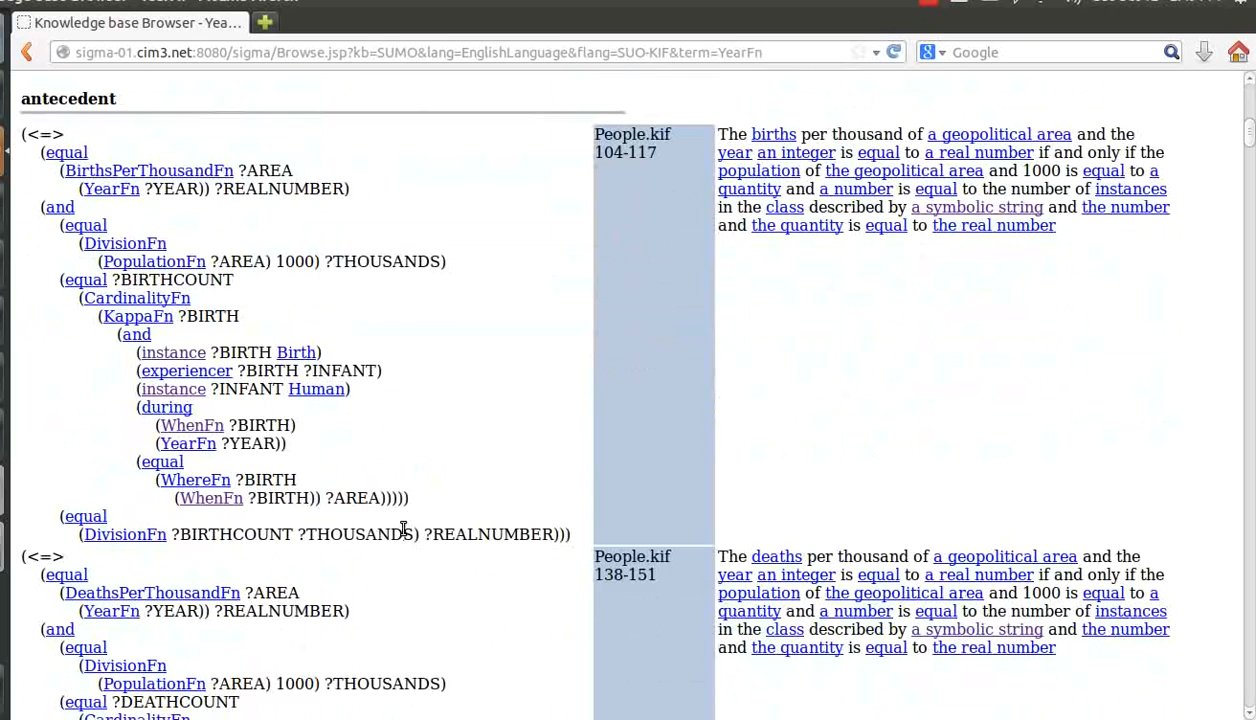 Knowledge base Browser - Yea...
sigma-01.cim3.net:8080/sigma/Browse.jsp?kb=SUMO&lang=EnglishLanguage&flang=SUO-KIF&term=YearFn
Google
antecedent
(<=>
(equal
(BirthsPerThousandFn ?AREA
(YearFn ?YEAR)) ?REALNUMBER)
(and
(equal
(DivisionFn
(PopulationFn ?AREA) 1000) ?THOUSANDS)
(equal ?BIRTHCOUNT
(CardinalityFn
(KappaFn ?BIRTH
(and
(instance ?BIRTH Birth)
(experiencer ?BIRTH ?INFANT)
(instance ?INFANT Human)
(during
(WhenFn ?BIRTH)
(YearFn ?YEAR))
(equal
(WhereFn ?BIRTH
(WhenFn ?BIRTH)) ?AREA)))))
(equal
(DivisionFn ?BIRTHCOUNT ?THOUSANDS) ?REALNUMBER)))
People.kif
104-117
The births per thousand of a geopolitical area and the
year an integer is equal to a real number if and only if the
population of the geopolitical area and 1000 is equal to a
quantity and a number is equal to the number of instances
in the class described by a symbolic string and the number
and the quantity is equal to the real number
(<=>
(equal
(DeathsPerThousandFn ?AREA
(YearFn ?YEAR)) ?REALNUMBER)
(and
(equal
(DivisionFn
(PopulationFn ?AREA) 1000) ?THOUSANDS)
(equal ?DEATHCOUNT
(CardinalityFn
People.kif
138-151
The deaths per thousand of a geopolitical area and the
year an integer is equal to a real number if and only if the
population of the geopolitical area and 1000 is equal to a
quantity and a number is equal to the number of instances
in the class described by a symbolic string and the number
and the quantity is equal to the real number